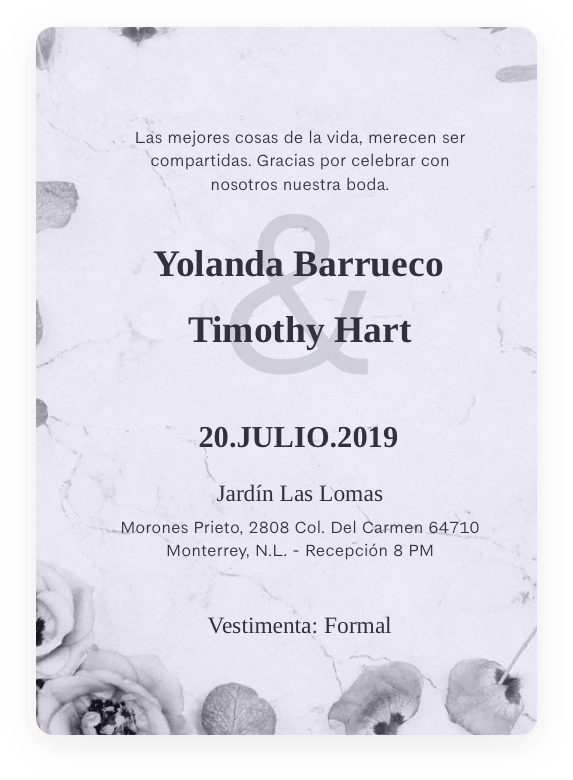 Las mejores cosas de la vida, merecen ser
compartidas. Gracias por celebrar con
nosotros nuestra boda.
Yolanda Barrueco
&
Timothy Hart
20.JULIO.2019
Jardín Las Lomas
Morones Prieto, 2808 Col. Del Carmen 64710
Monterrey, N.L. - Recepción 8 PM
Vestimenta: Formal